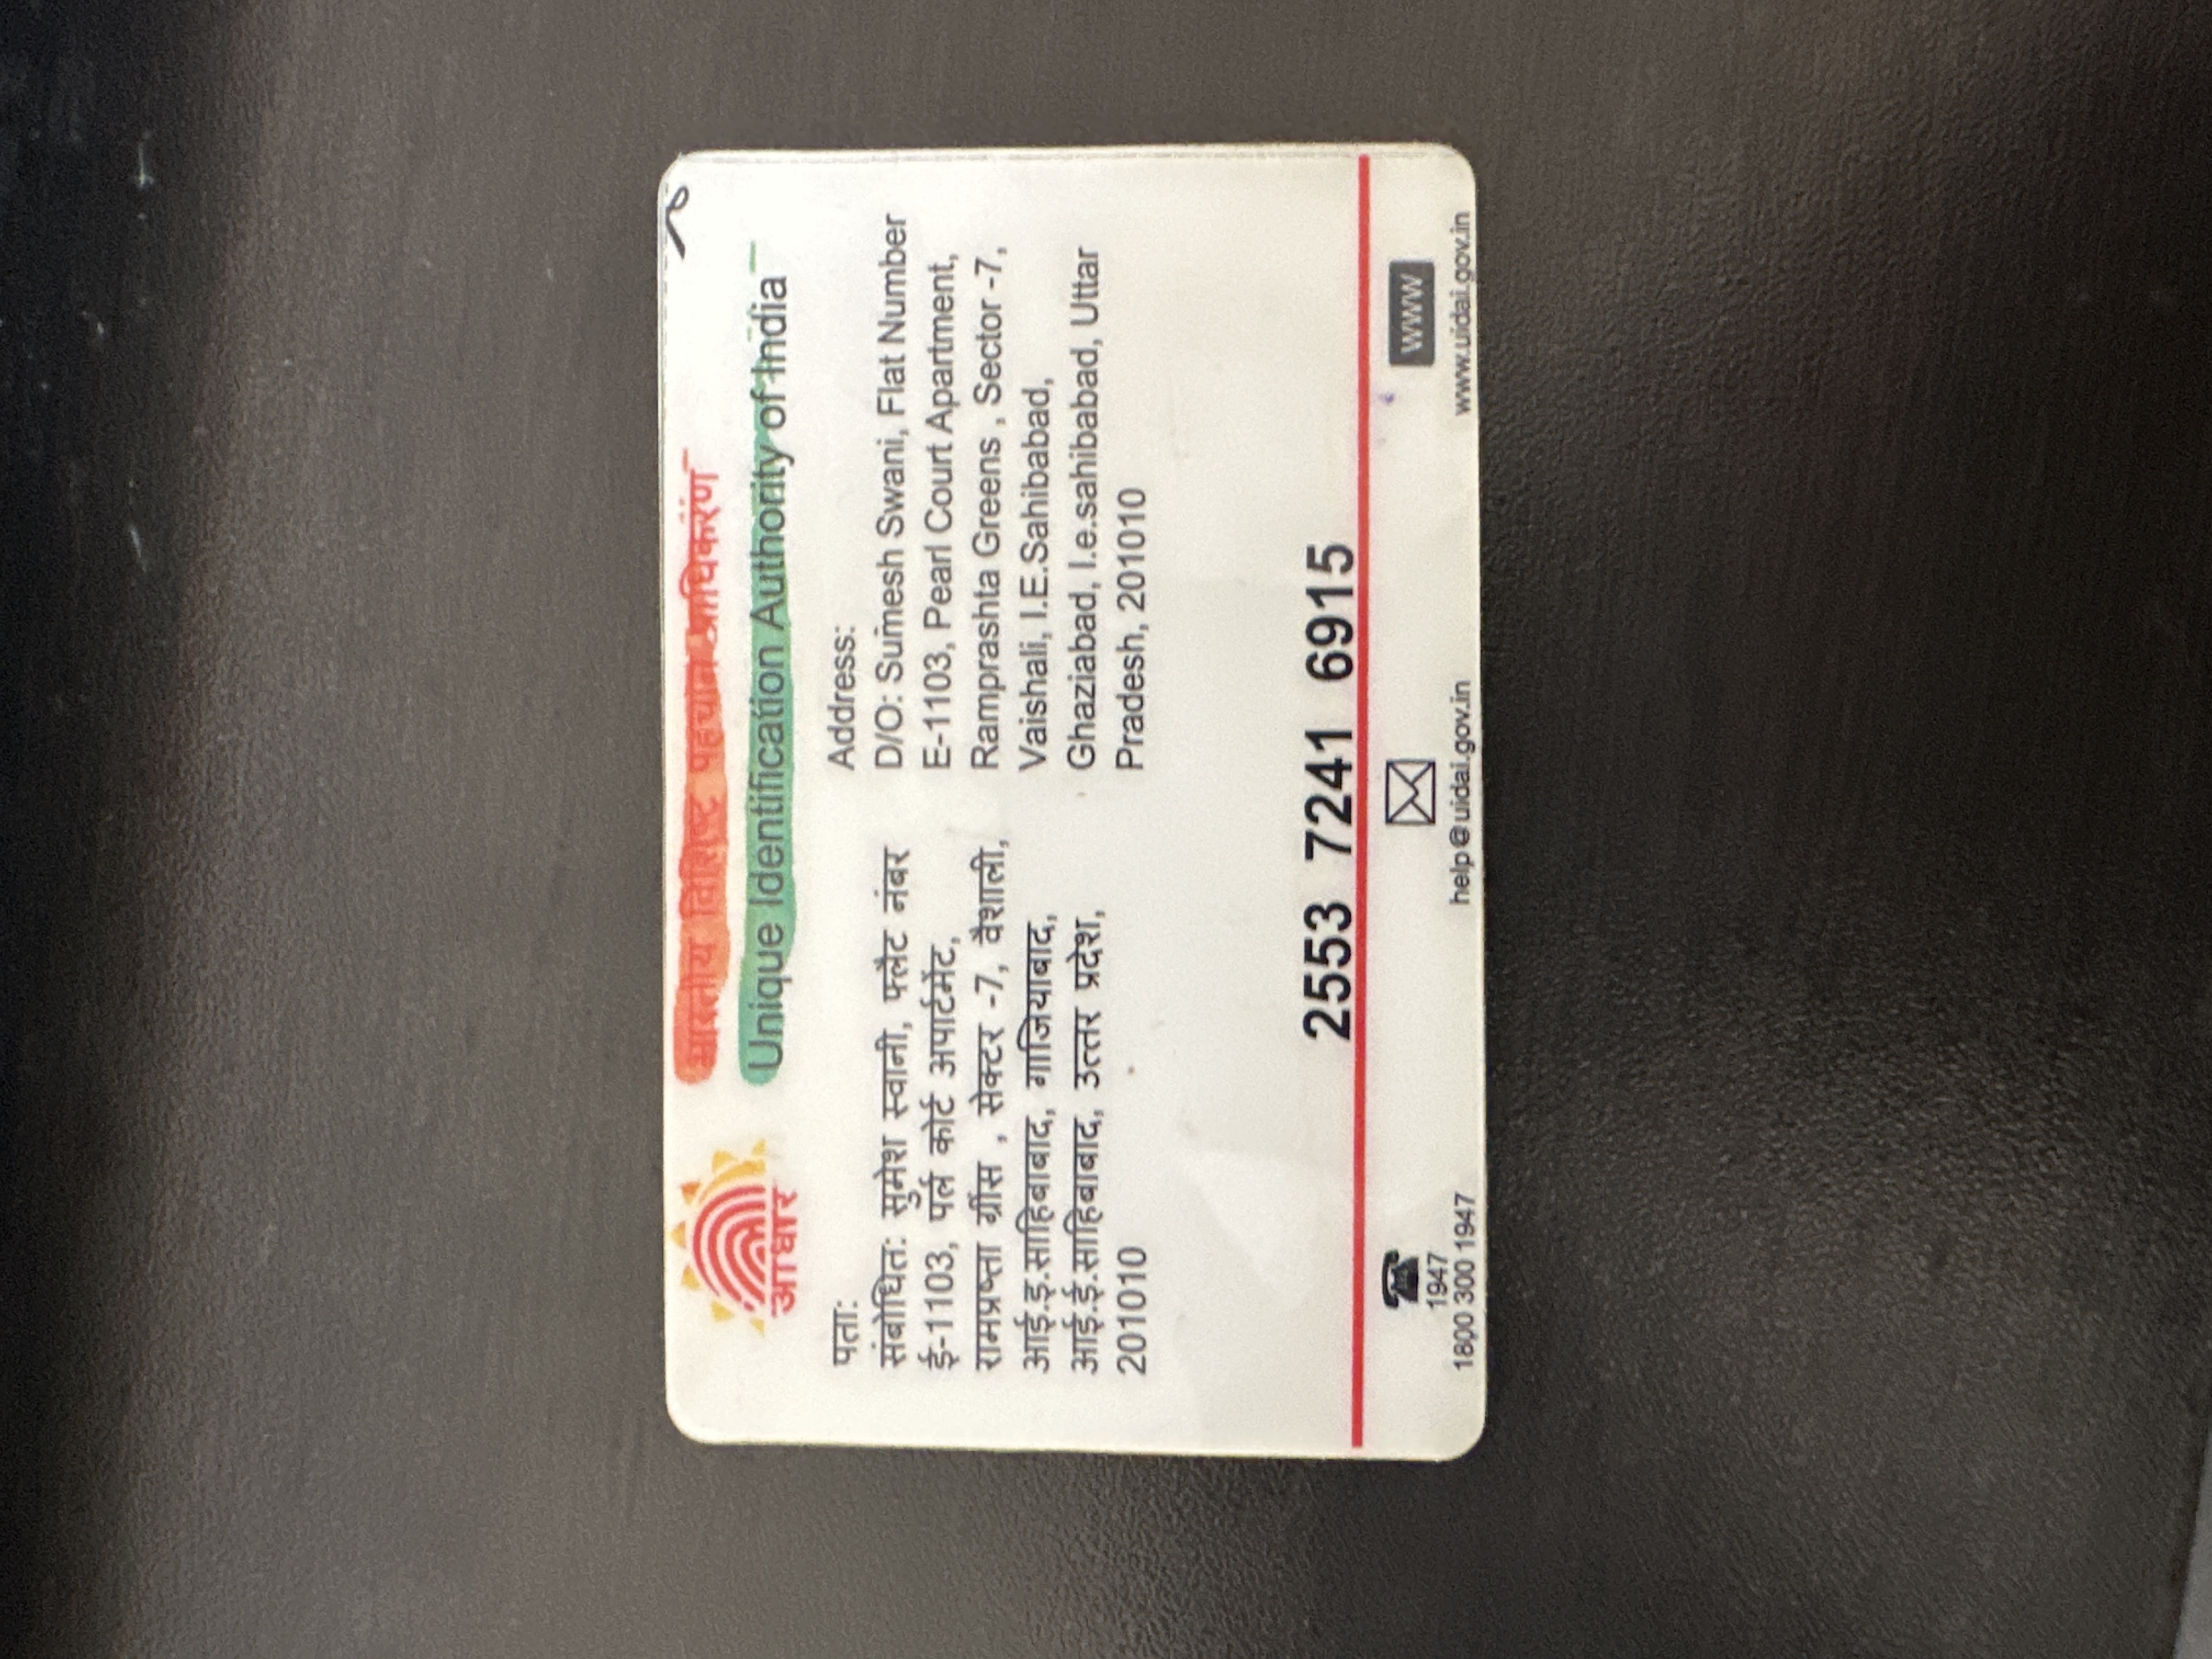 भारतीय विशिष्ट पहचान प्राधिकरण
Unique Identification Authority of India
आधार
पता:
संबोधित: सुमेश स्वानी, फ्लैट नंबर
ई-1103, पर्ल कोर्ट अपार्टमेंट,
रामप्रष्ता ग्रींस , सेक्टर -7, वैशाली,
आई.इ.साहिबाबाद, गाजियाबाद,
आई.ई.साहिबाबाद, उत्तर प्रदेश,
201010
Address:
D/O: Sumesh Swani, Flat Number
E-1103, Pearl Court Apartment,
Ramprashta Greens , Sector -7,
Vaishali, I.E.Sahibabad,
Ghaziabad, I.e.sahibabad, Uttar
Pradesh, 201010
2553 7241 6915
1947
1800 300 1947
help@uidai.gov.in
WWW
www.uidai.gov.in